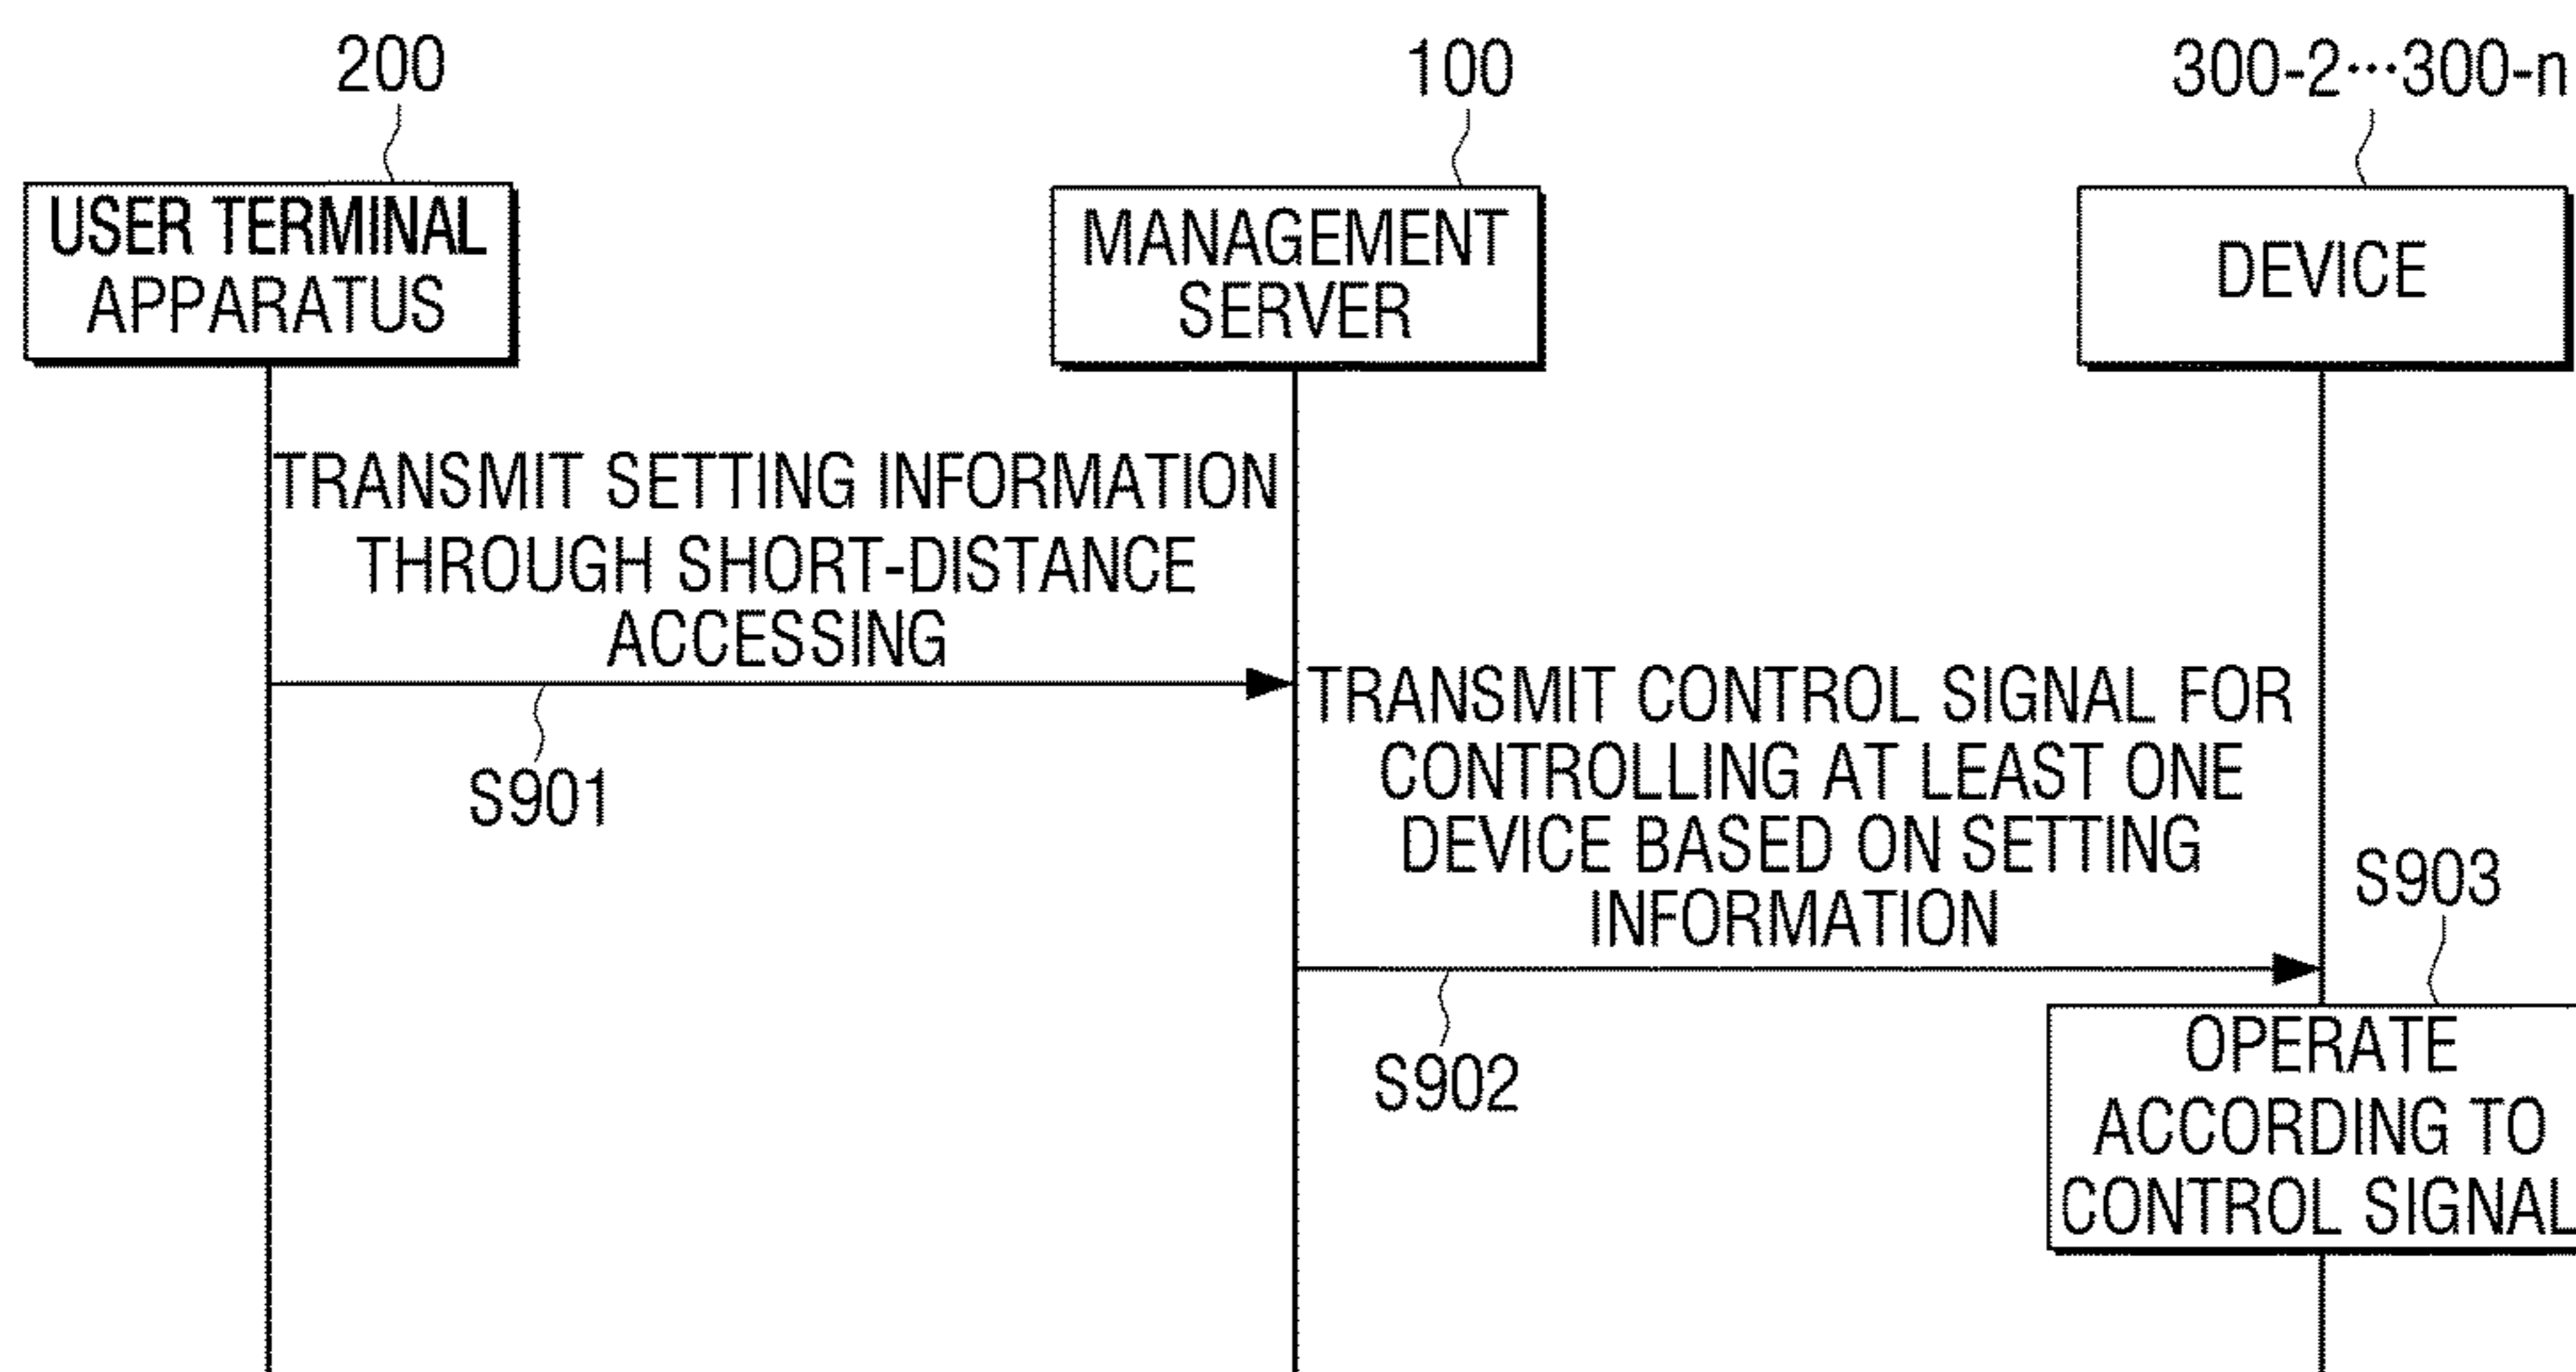 200
100
300-2···300-n
USER TERMINAL
APPARATUS
MANAGEMENT
SERVER
DEVICE
TRANSMIT SETTING INFORMATION
THROUGH SHORT-DISTANCE
ACCESSING
S901
TRANSMIT CONTROL SIGNAL FOR
CONTROLLING AT LEAST ONE
DEVICE BASED ON SETTING
INFORMATION
S902
S903
OPERATE
ACCORDING TO
CONTROL SIGNAL